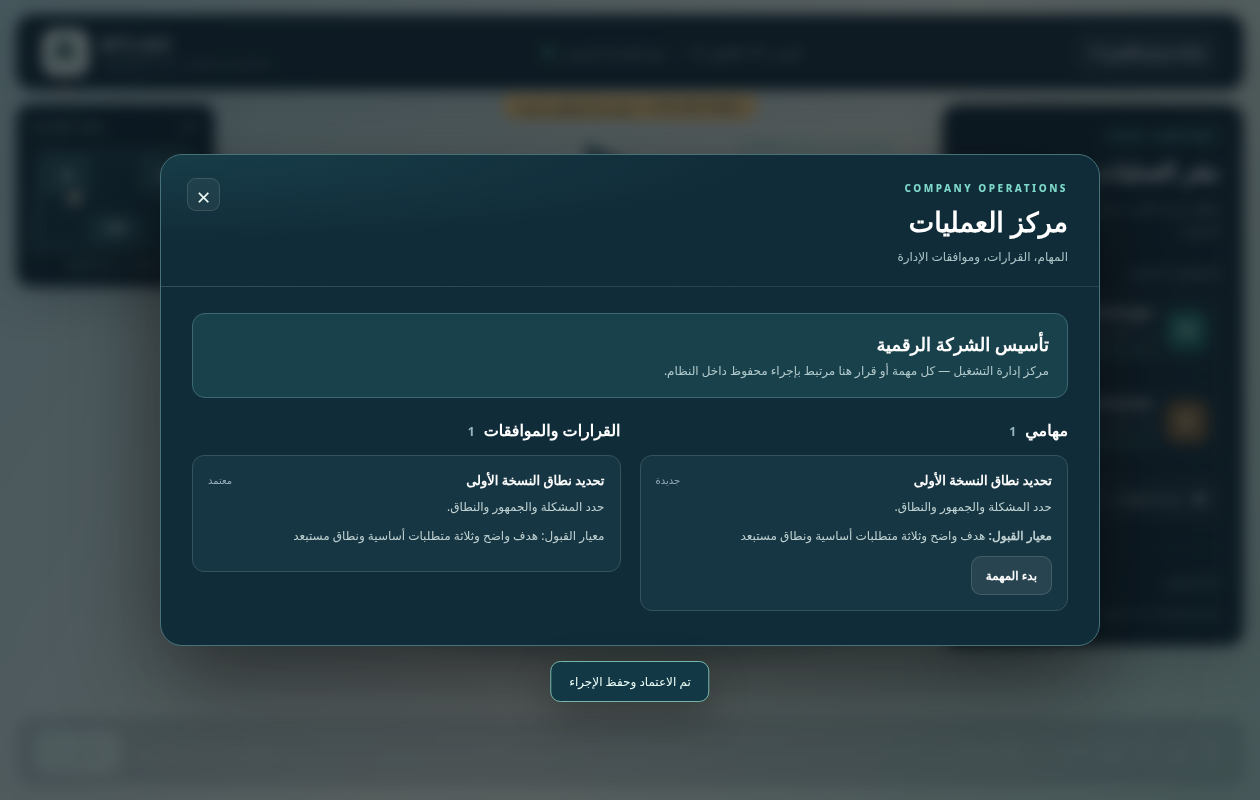 COMPANY OPERATIONS
مركز العمليات
المهام، القرارات، وموافقات الإدارة
تأسيس الشركة الرقمية
مركز إدارة التشغيل — كل مهمة أو قرار هنا مرتبط بإجراء محفوظ داخل النظام.
مهامي 1
تحديد نطاق النسخة الأولى
جديدة
حدد المشكلة والجمهور والنطاق.
معيار القبول: هدف واضح وثلاثة متطلبات أساسية ونطاق مستبعد
بدء المهمة
القرارات والموافقات 1
تحديد نطاق النسخة الأولى
معتمد
حدد المشكلة والجمهور والنطاق.
معيار القبول: هدف واضح وثلاثة متطلبات أساسية ونطاق مستبعد
تم الاعتماد وحفظ الإجراء